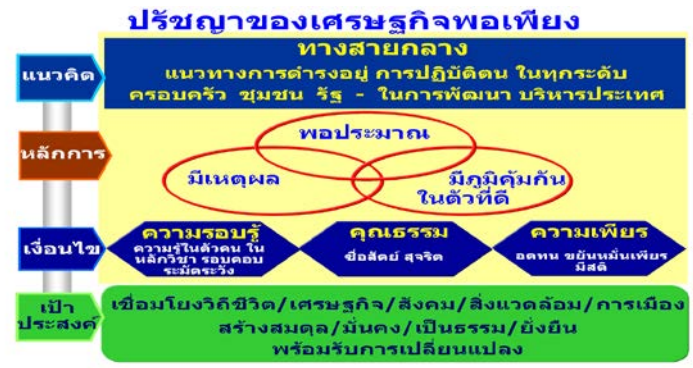 ปรัชญาของเศรษฐกิจพอเพียง
แนวคิด
ทางสายกลาง
แนวทางการดำรงอยู่ การปฏิบัติตน ในทุกระดับ
ครอบครัว ชุมชน รัฐ - ในการพัฒนา บริหารประเทศ
หลักการ
พอประมาณ
มีเหตุผล
มีภูมิคุ้มกัน
ในตัวที่ดี
เงื่อนไข
ความรอบรู้
ความรู้ในตัวคน ใน
หลักวิชา รอบคอบ
ระมัดระวัง
คุณธรรม
ซื่อสัตย์ สุจริต
ความเพียร
อดทน ขยันหมั่นเพียร
มีสติ
เป้า
ประสงค์
เชื่อมโยงวิถีชีวิต/เศรษฐกิจ/สังคม/สิ่งแวดล้อม/การเมือง
สร้างสมดุล/มั่นคง/เป็นธรรม/ยั่งยืน
พร้อมรับการเปลี่ยนแปลง